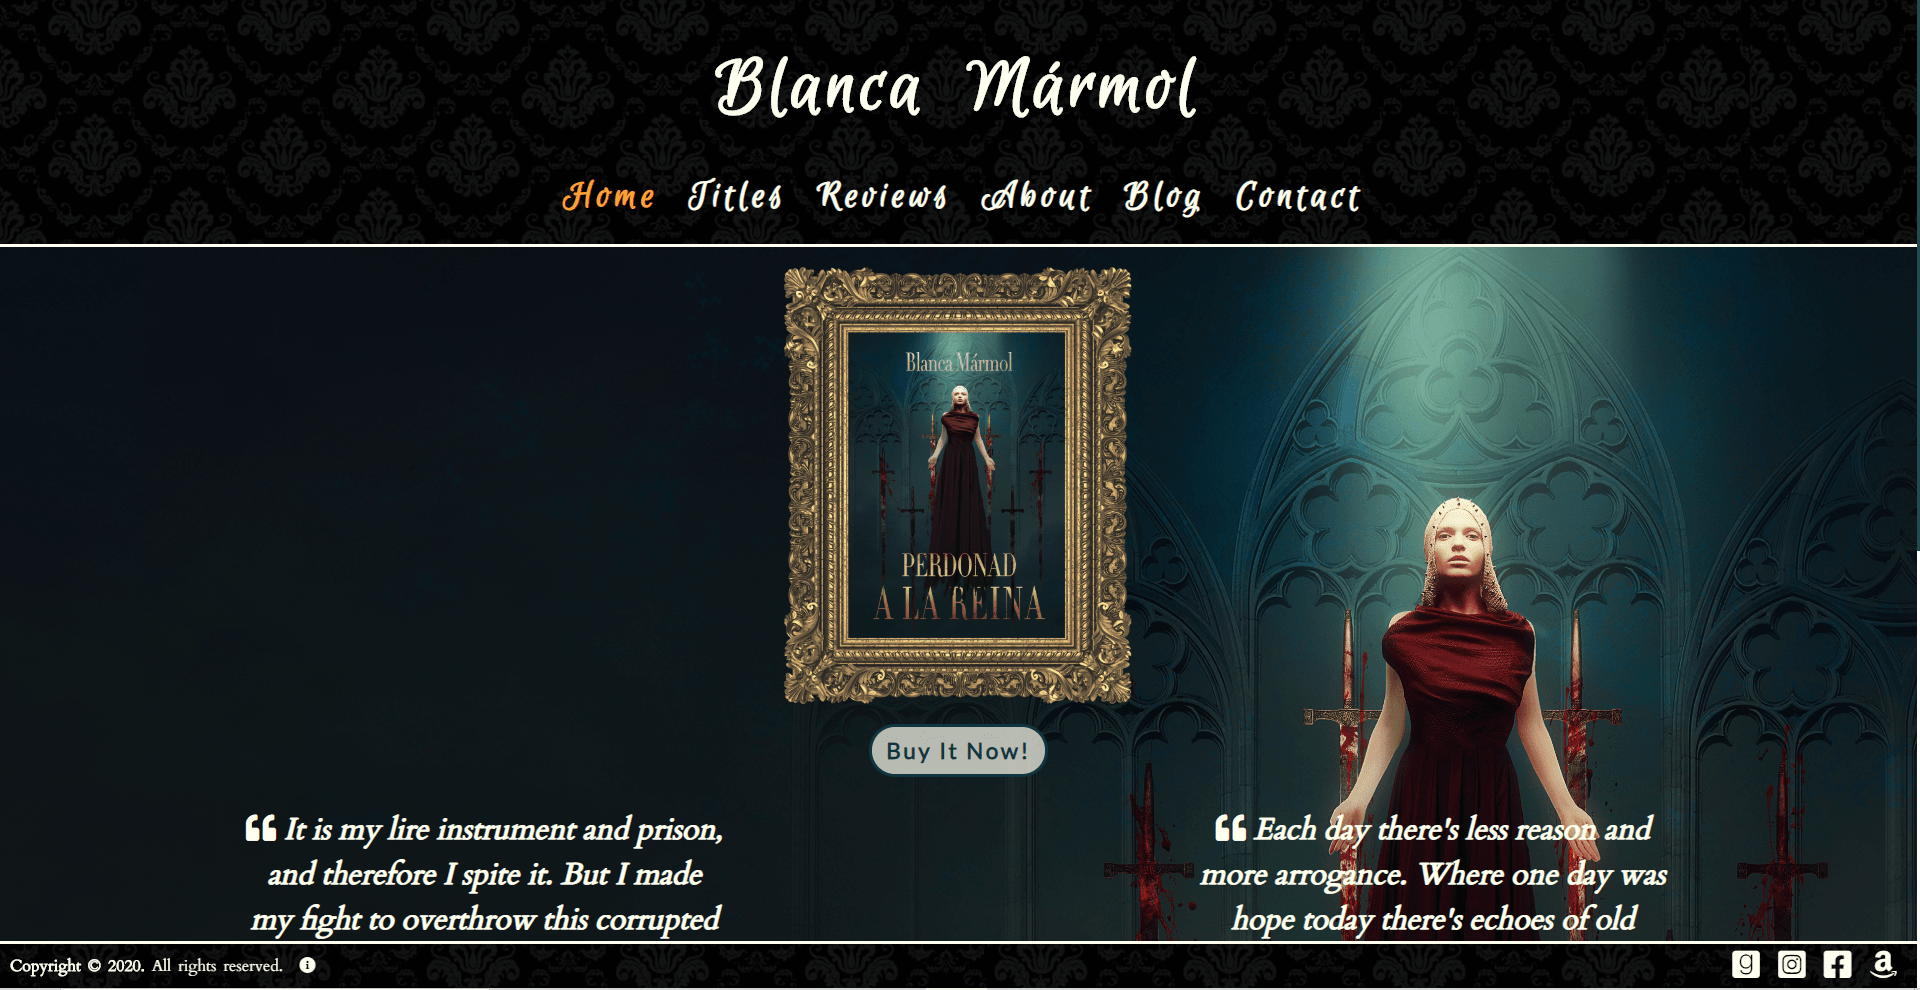 Blanca Mármol
Home Titles Reviews About Blog Contact
Blanca Mármol
PERDONAD
A LA REINA
Buy It Now!
It is my lire instrument and prison,
and therefore I spite it. But I made
my fight to overthrow this corrupted
Each day there's less reason and
more arrogance. Where one day was
hope today there's echoes of old
Copyright © 2020. All rights reserved.